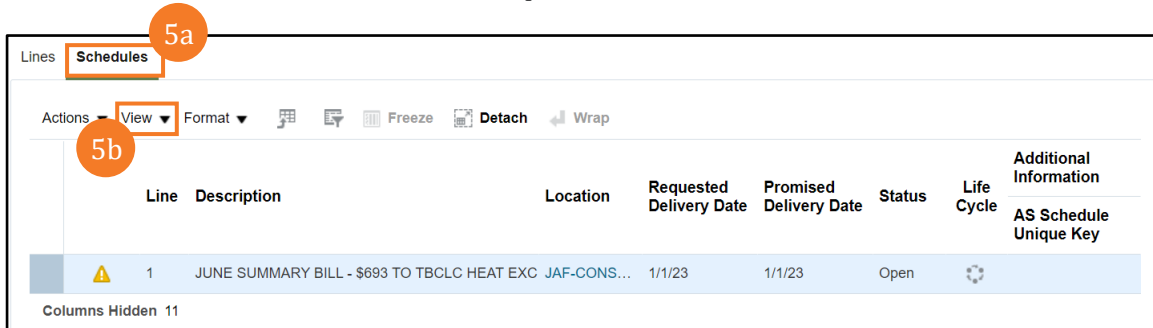 5a
Lines Schedules
Actions View Format Freeze Detach Wrap
5b
Line Description Location Requested Delivery Date Promised Delivery Date Status Life Cycle Additional Information
AS Schedule Unique Key
1 JUNE SUMMARY BILL - $693 TO TBCLC HEAT EXC JAF-CONS... 1/1/23 1/1/23 Open
Columns Hidden 11